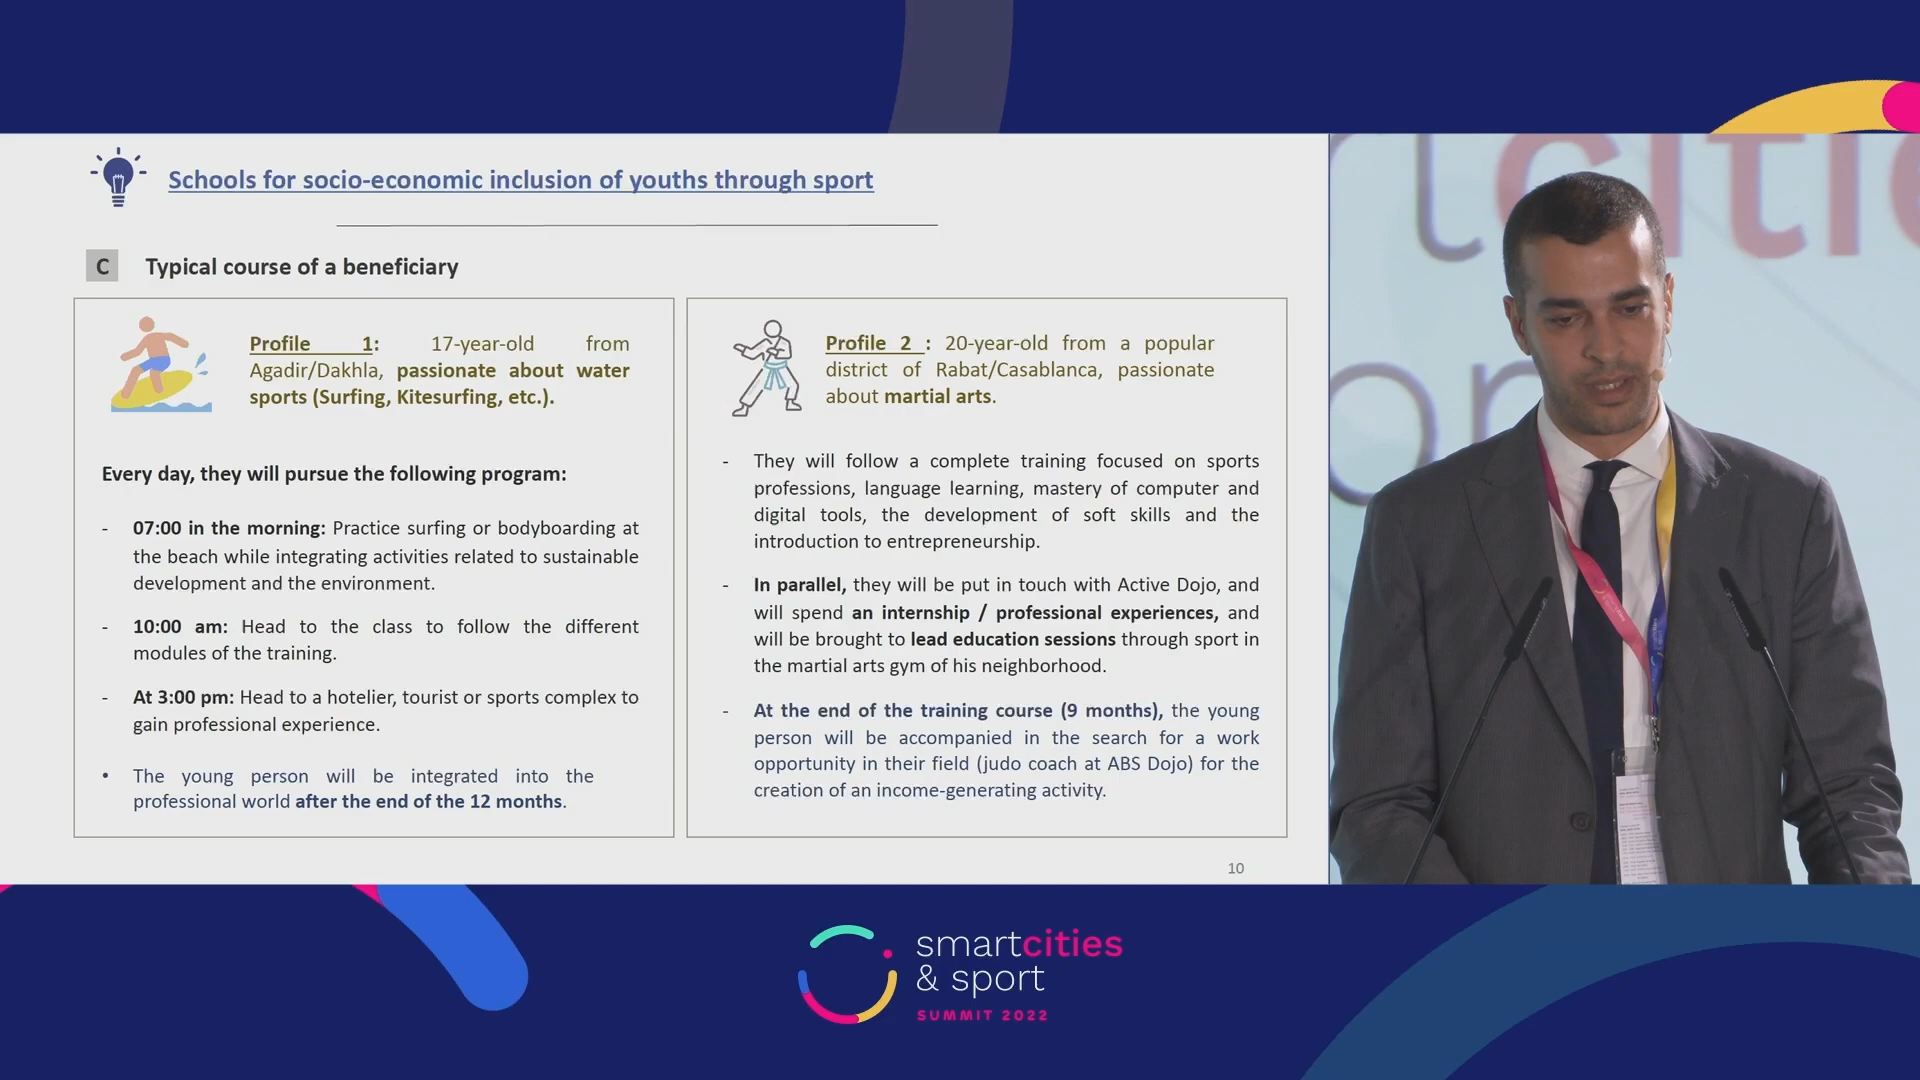 Schools for socio-economic inclusion of youths through sport
C Typical course of a beneficiary
Profile 1: 17-year-old from
Agadir/Dakhla, passionate about water
sports (Surfing, Kitesurfing, etc.).
Every day, they will pursue the following program:
- 07:00 in the morning: Practice surfing or bodyboarding at
the beach while integrating activities related to sustainable
development and the environment.
- 10:00 am: Head to the class to follow the different
modules of the training.
- At 3:00 pm: Head to a hotelier, tourist or sports complex to
gain professional experience.
• The young person will be integrated into the
professional world after the end of the 12 months.
Profile 2 : 20-year-old from a popular
district of Rabat/Casablanca, passionate
about martial arts.
- They will follow a complete training focused on sports
professions, language learning, mastery of computer and
digital tools, the development of soft skills and the
introduction to entrepreneurship.
- In parallel, they will be put in touch with Active Dojo, and
will spend an internship / professional experiences, and
will be brought to lead education sessions through sport in
the martial arts gym of his neighborhood.
- At the end of the training course (9 months), the young
person will be accompanied in the search for a work
opportunity in their field (judo coach at ABS Dojo) for the
creation of an income-generating activity.
10
smartcities
& sport
SUMMIT 2022